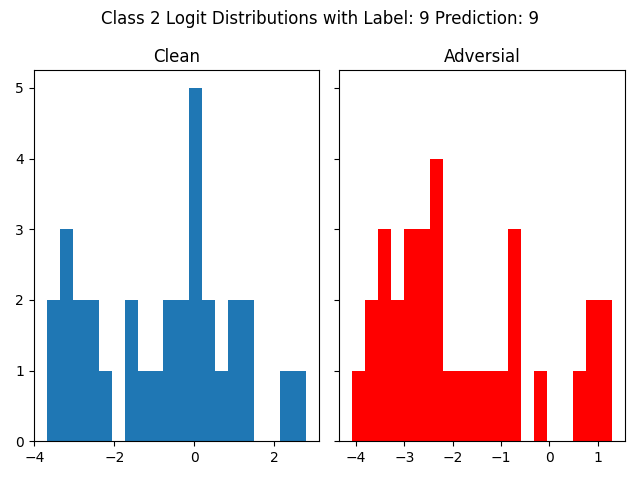 Class 2 Logit Distributions with Label: 9 Prediction: 9
Clean
Adversial
5
4
3
2
1
0
−4 −2 0 2
−4 −3 −2 −1 0 1